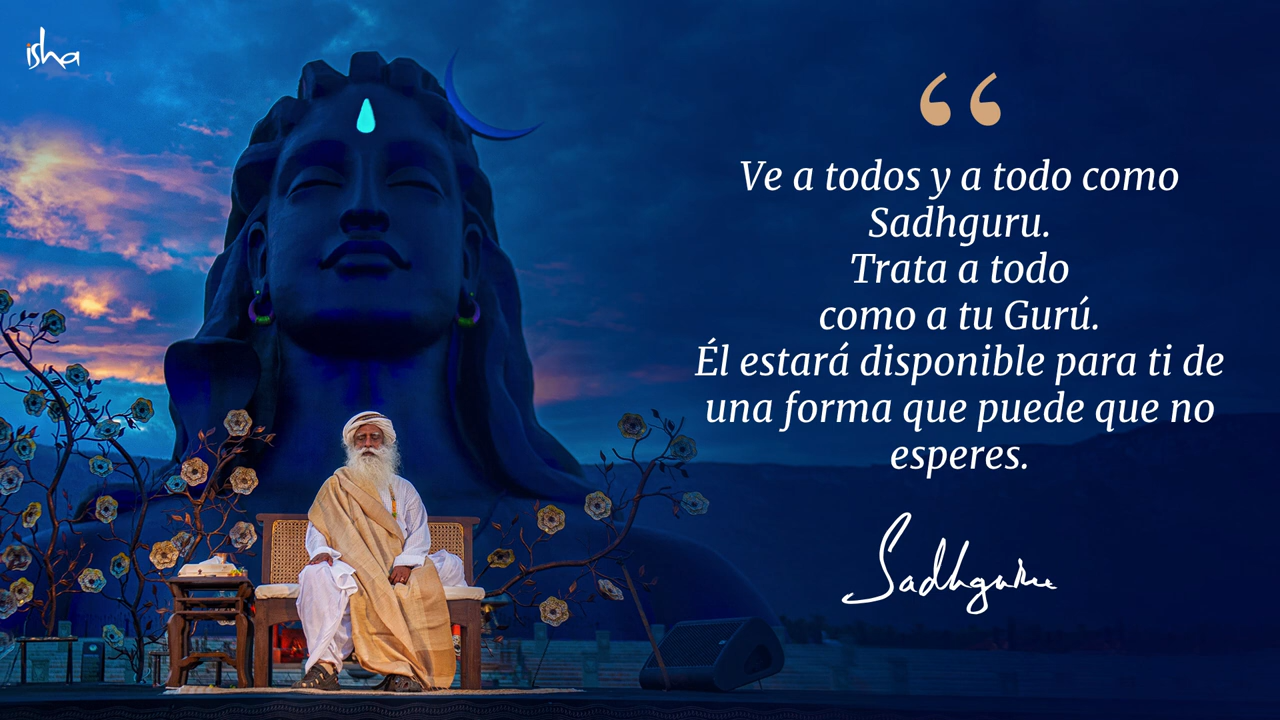 isha
“
Ve a todos y a todo como
Sadhguru.
Trata a todo
como a tu Gurú.
Él estará disponible para ti de
una forma que puede que no
esperes.
Sadhguru